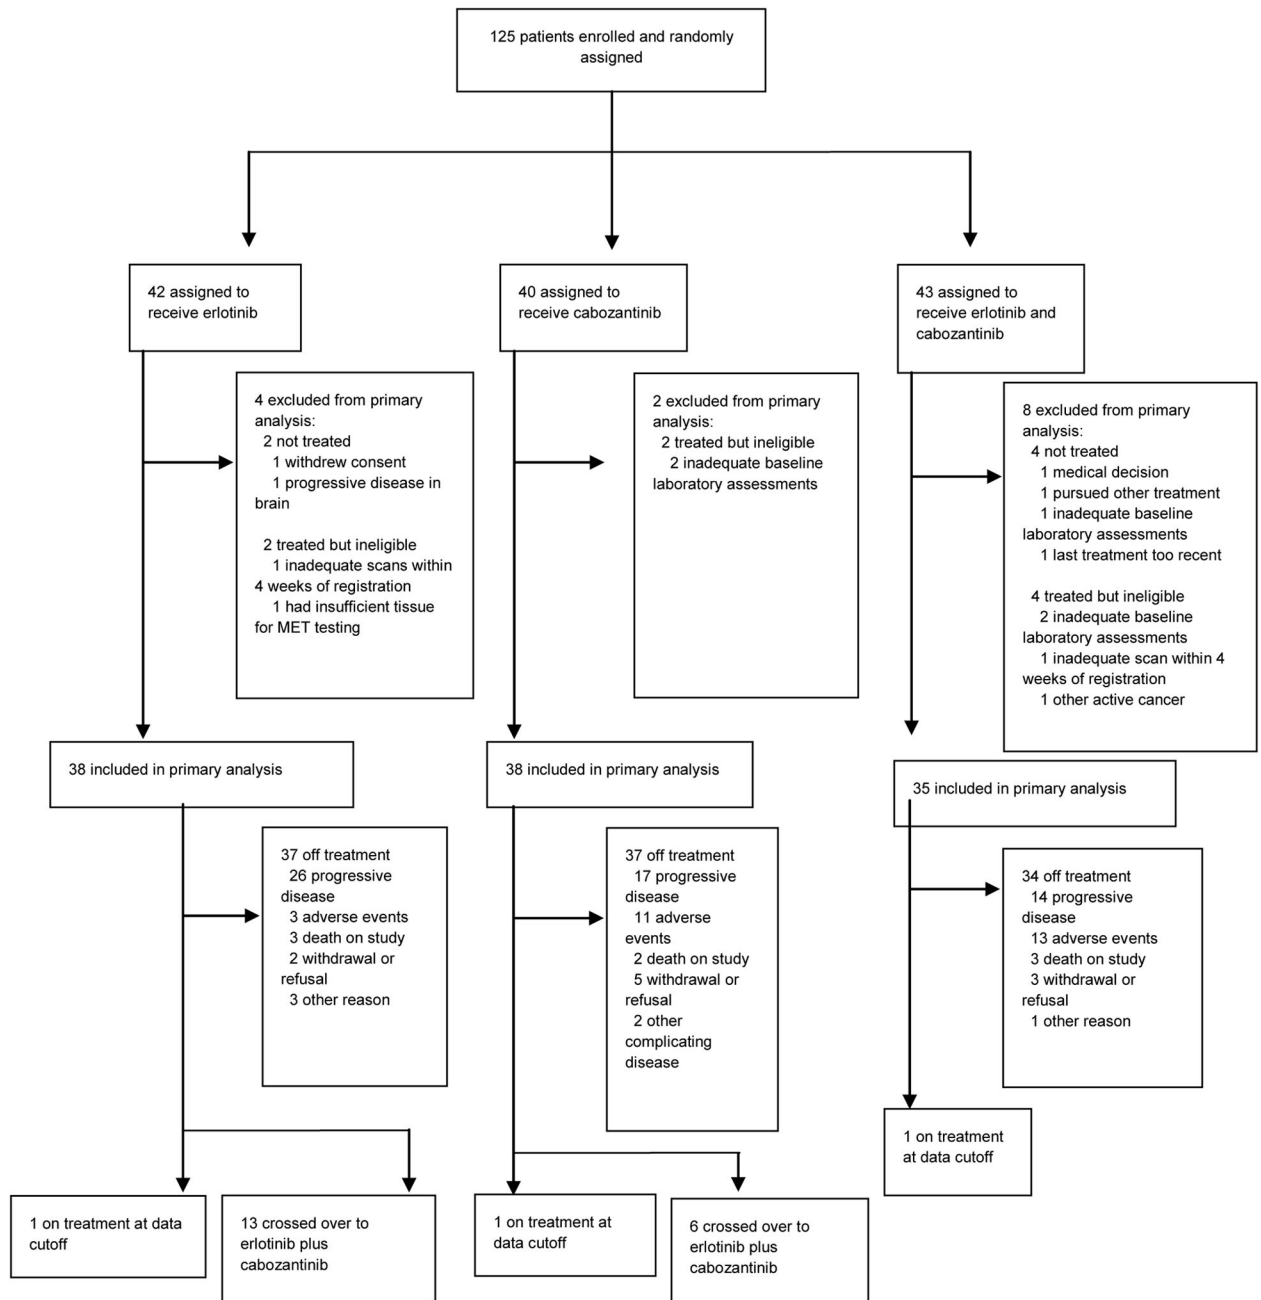 125 patients enrolled and randomly
assigned
42 assigned to
receive erlotinib
40 assigned to
receive cabozantinib
43 assigned to
receive erlotinib and
cabozantinib
4 excluded from primary
analysis:
2 not treated
1 withdrew consent
1 progressive disease in
brain
2 treated but ineligible
1 inadequate scans within
4 weeks of registration
1 had insufficient tissue
for MET testing
2 excluded from primary
analysis:
2 treated but ineligible
2 inadequate baseline
laboratory assessments
8 excluded from primary
analysis:
4 not treated
1 medical decision
1 pursued other treatment
1 inadequate baseline
laboratory assessments
1 last treatment too recent
4 treated but ineligible
2 inadequate baseline
laboratory assessments
1 inadequate scan within 4
weeks of registration
1 other active cancer
38 included in primary analysis
38 included in primary analysis
35 included in primary analysis
37 off treatment
26 progressive
disease
3 adverse events
3 death on study
2 withdrawal or
refusal
3 other reason
37 off treatment
17 progressive
disease
11 adverse
events
2 death on study
5 withdrawal or
refusal
2 other
complicating
disease
34 off treatment
14 progressive
disease
13 adverse events
3 death on study
3 withdrawal or
refusal
1 other reason
1 on treatment at data
cutoff
13 crossed over to
erlotinib plus
cabozantinib
1 on treatment at
data cutoff
6 crossed over to
erlotinib plus
cabozantinib
1 on treatment
at data cutoff